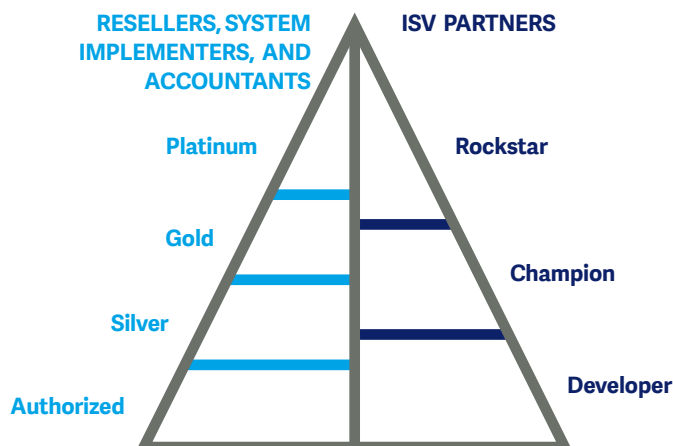 RESELLERS, SYSTEM
IMPLEMENTERS, AND
ACCOUNTANTS
ISV PARTNERS
Platinum
Rockstar
Gold
Champion
Silver
Developer
Authorized